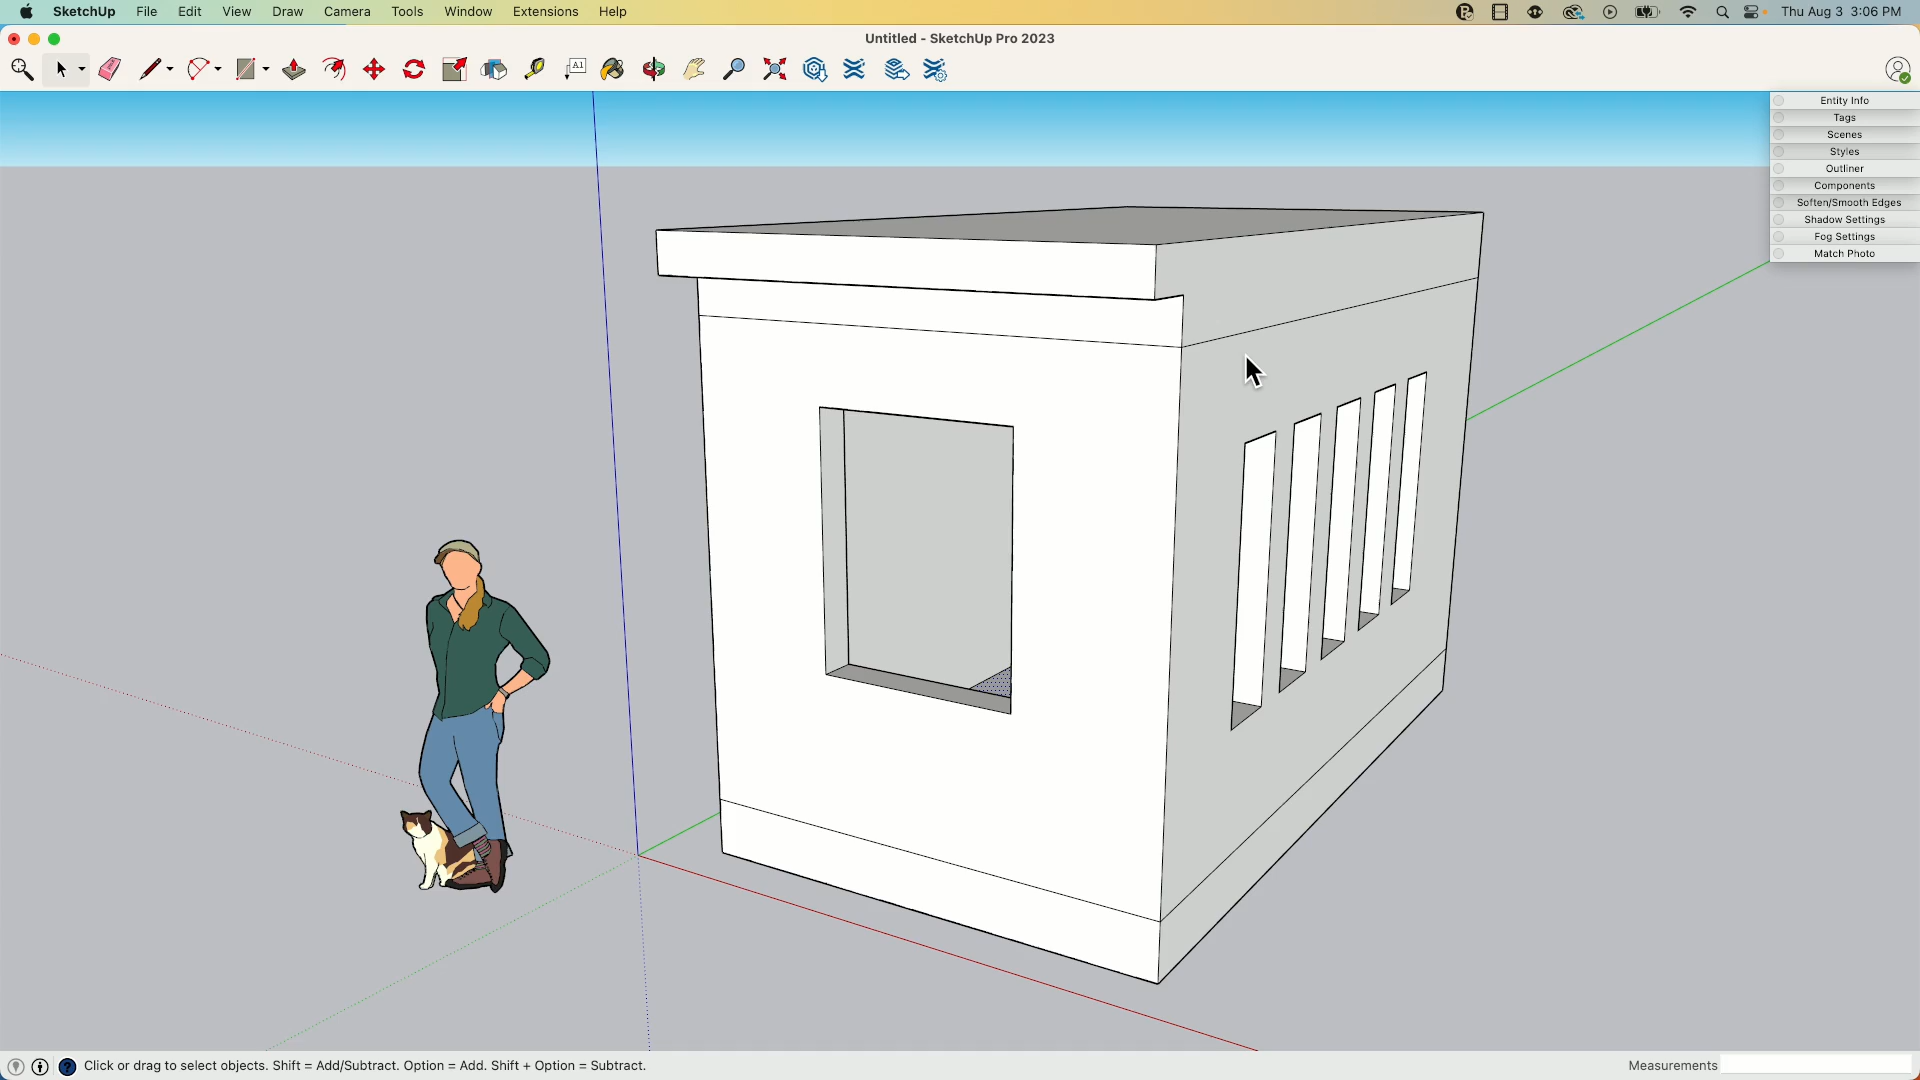 SketchUp File Edit View Draw Camera Tools Window Extensions Help Thu Aug 3 3:06 PM
Untitled - SketchUp Pro 2023
A1
Entity Info
Tags
Scenes
Styles
Outliner
Components
Soften/Smooth Edges
Shadow Settings
Fog Settings
Match Photo
Click or drag to select objects. Shift = Add/Subtract. Option = Add. Shift + Option = Subtract. Measurements